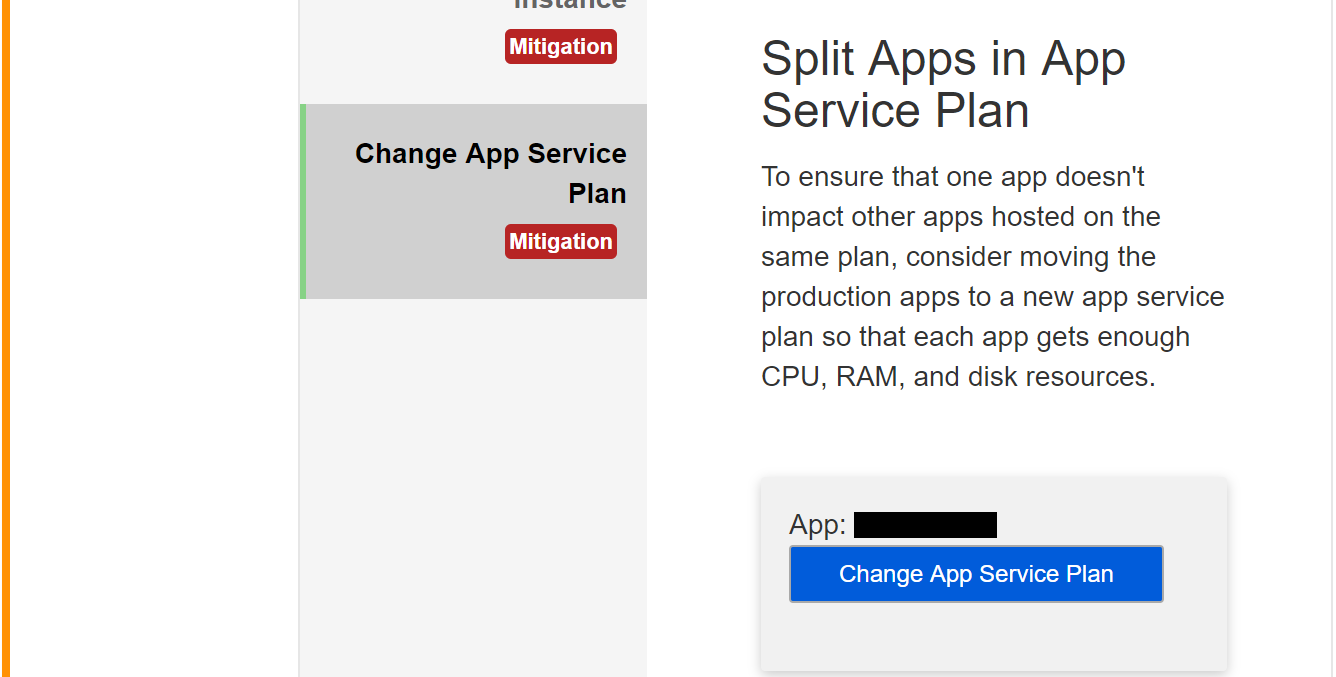 instance
Mitigation
Change App Service
Plan
Mitigation
Split Apps in App
Service Plan
To ensure that one app doesn't
impact other apps hosted on the
same plan, consider moving the
production apps to a new app service
plan so that each app gets enough
CPU, RAM, and disk resources.
App:
Change App Service Plan